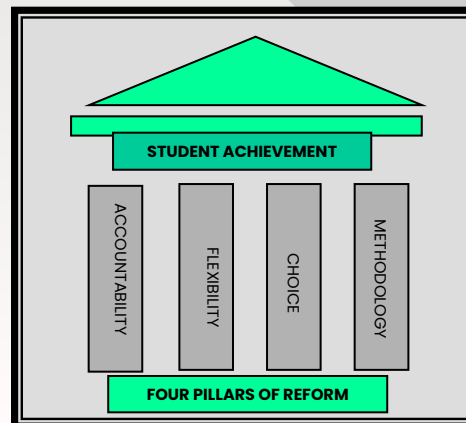 STUDENT ACHIEVEMENT
ACCOUNTABILITY
FLEXIBILITY
CHOICE
METHODOLOGY
FOUR PILLARS OF REFORM